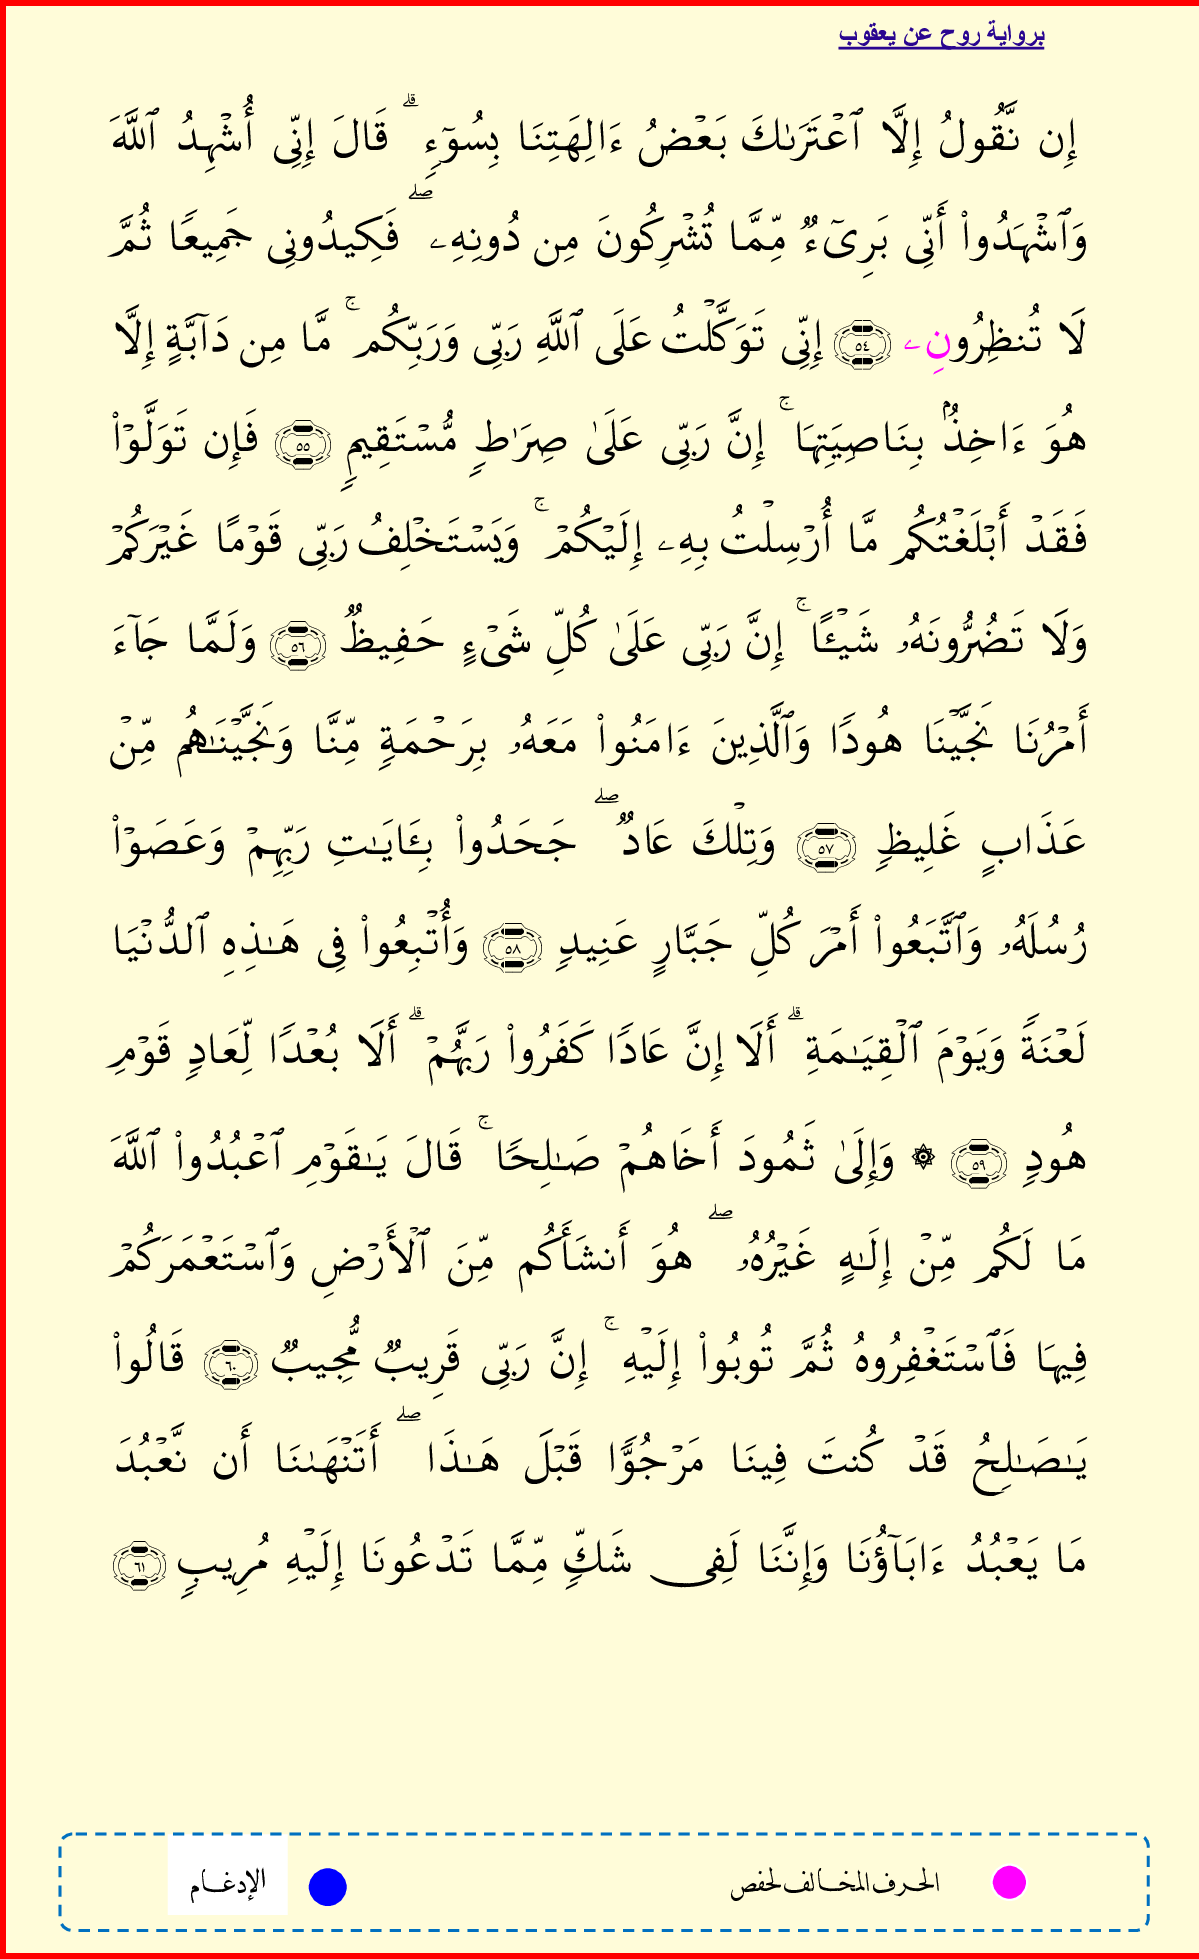 برواية روح عن يعقوب
إِن نَّقُولُ إِلَّا ٱعۡتَرَىٰكَ بَعۡضُ ءَالِهَتِنَا بِسُوٓءٖۗ قَالَ إِنِّي أُشۡهِدُ ٱللَّهَ
وَٱشۡهَدُواْ أَنِّي بَرِيٓءٞ مِّمَّا تُشۡرِكُونَ مِن دُونِهِۦۖ فَكِيدُونِي جَمِيعٗا ثُمَّ
لَا تُنظِرُونِۦ ٥٤ إِنِّي تَوَكَّلۡتُ عَلَى ٱللَّهِ رَبِّي وَرَبِّكُمۚ مَّا مِن دَآبَّةٍ إِلَّا
هُوَ ءَاخِذُۢ بِنَاصِيَتِهَاۚ إِنَّ رَبِّي عَلَىٰ صِرَٰطٖ مُّسۡتَقِيمٖ ٥٥ فَإِن تَوَلَّوۡاْ
فَقَدۡ أَبۡلَغۡتُكُم مَّا أُرۡسِلۡتُ بِهِۦ إِلَيۡكُمۡۚ وَيَسۡتَخۡلِفُ رَبِّي قَوۡمًا غَيۡرَكُمۡ
وَلَا تَضُرُّونَهُۥ شَيۡـًٔاۚ إِنَّ رَبِّي عَلَىٰ كُلِّ شَيۡءٍ حَفِيظٞ ٥٦ وَلَمَّا جَآءَ
أَمۡرُنَا نَجَّيۡنَا هُودٗا وَٱلَّذِينَ ءَامَنُواْ مَعَهُۥ بِرَحۡمَةٖ مِّنَّا وَنَجَّيۡنَـٰهُم مِّنۡ
عَذَابٍ غَلِيظٖ ٥٧ وَتِلۡكَ عَادٞۖ جَحَدُواْ بِـَٔايَـٰتِ رَبِّهِمۡ وَعَصَوۡاْ
رُسُلَهُۥ وَٱتَّبَعُواْ أَمۡرَ كُلِّ جَبَّارٍ عَنِيدٖ ٥٨ وَأُتۡبِعُواْ فِي هَـٰذِهِ ٱلدُّنۡيَا
لَعۡنَةٗ وَيَوۡمَ ٱلۡقِيَـٰمَةِۗ أَلَا إِنَّ عَادٗا كَفَرُواْ رَبَّهُمۡۗ أَلَا بُعۡدٗا لِّعَادٖ قَوۡمِ
هُودٖ ٥٩ ۞ وَإِلَىٰ ثَمُودَ أَخَاهُمۡ صَـٰلِحٗاۚ قَالَ يَـٰقَوۡمِ ٱعۡبُدُواْ ٱللَّهَ
مَا لَكُم مِّنۡ إِلَـٰهٍ غَيۡرُهُۥۖ هُوَ أَنشَأَكُم مِّنَ ٱلۡأَرۡضِ وَٱسۡتَعۡمَرَكُمۡ
فِيهَا فَٱسۡتَغۡفِرُوهُ ثُمَّ تُوبُواْ إِلَيۡهِۚ إِنَّ رَبِّي قَرِيبٞ مُّجِيبٞ ٦٠ قَالُواْ
يَـٰصَـٰلِحُ قَدۡ كُنتَ فِينَا مَرۡجُوّٗا قَبۡلَ هَـٰذَاۖ أَتَنۡهَىٰنَا أَن نَّعۡبُدَ
مَا يَعۡبُدُ ءَابَآؤُنَا وَإِنَّنَا لَفِي شَكّٖ مِّمَّا تَدۡعُونَا إِلَيۡهِ مُرِيبٖ ٦١
الحرف المخالف لحفص
الإدغام